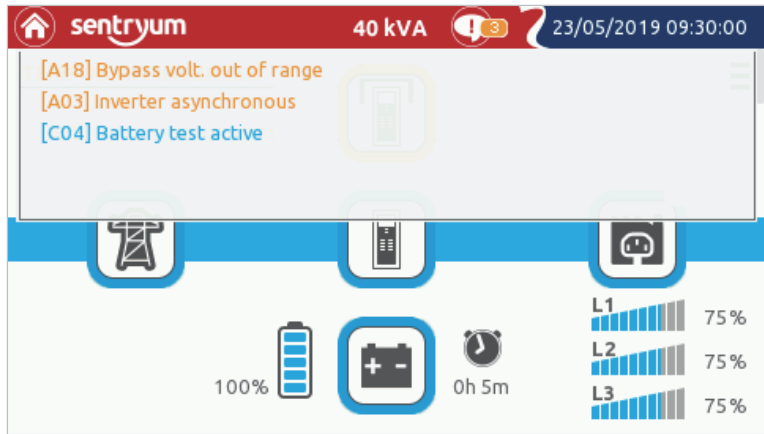 sentryum 40 kVA 3 23/05/2019 09:30:00
[A18] Bypass volt. out of range
[A03] Inverter asynchronous
[C04] Battery test active
L1 75%
L2 75%
100% 0h 5m
L3 75%